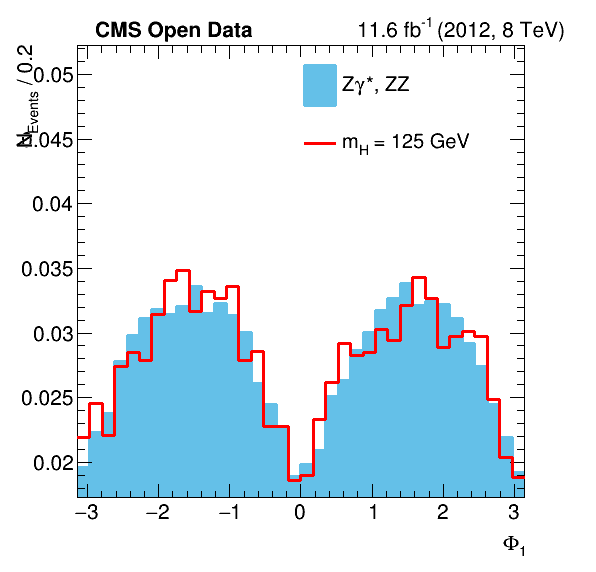 CMS Open Data 11.6 fb⁻¹ (2012, 8 TeV)
N_Events / 0.2
0.05
0.045
0.04
0.035
0.03
0.025
0.02
Zγ*, ZZ
m_H = 125 GeV
−3 −2 −1 0 1 2 3
Φ₁